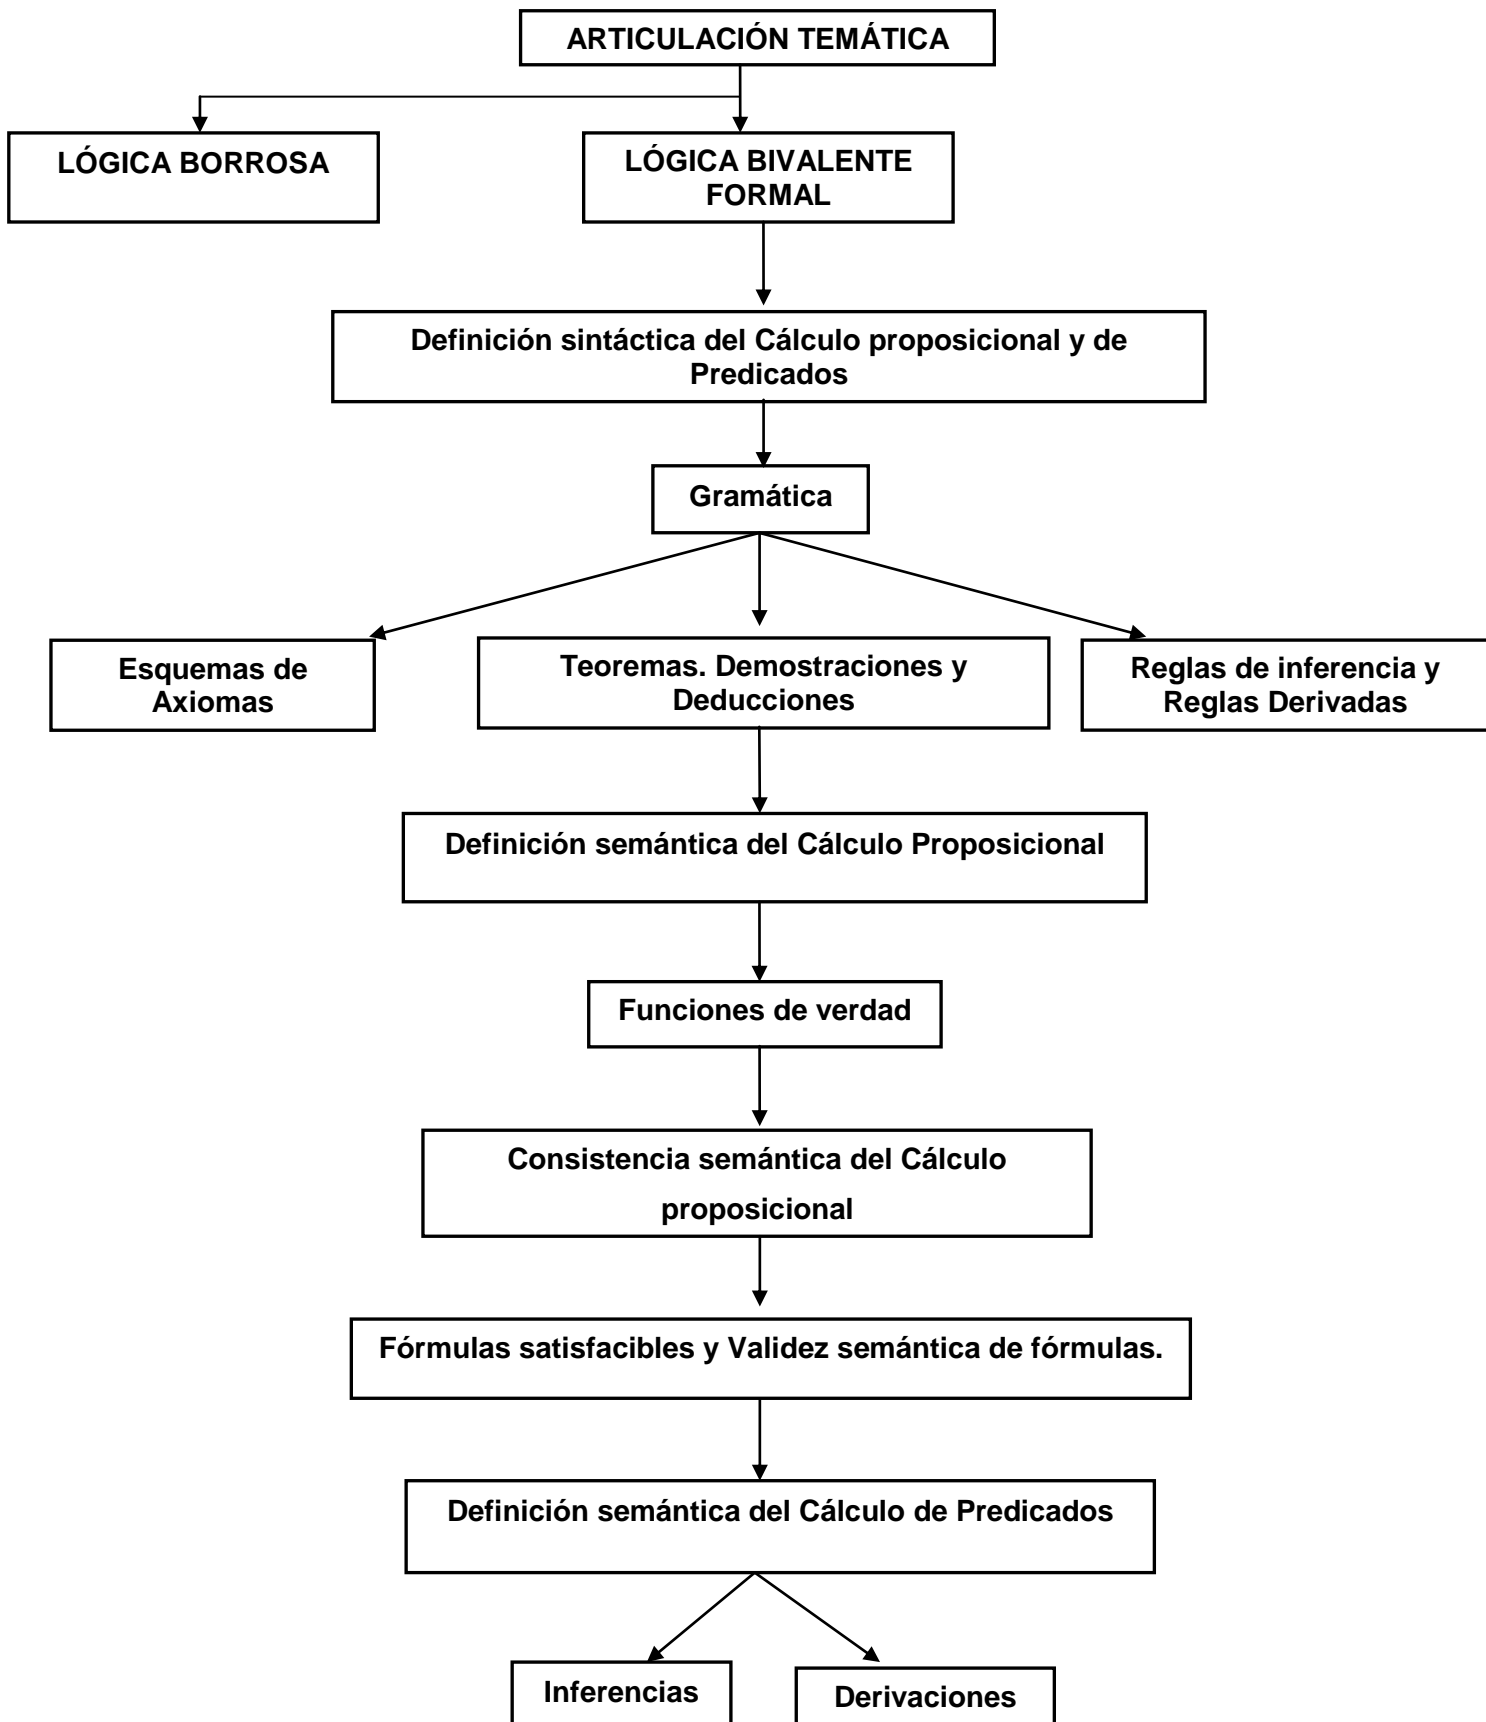 ARTICULACIÓN TEMÁTICA
LÓGICA BORROSA
LÓGICA BIVALENTE
FORMAL
Definición sintáctica del Cálculo proposicional y de
Predicados
Gramática
Esquemas de
Axiomas
Teoremas. Demostraciones y
Deducciones
Reglas de inferencia y
Reglas Derivadas
Definición semántica del Cálculo Proposicional
Funciones de verdad
Consistencia semántica del Cálculo
proposicional
Fórmulas satisfacibles y Validez semántica de fórmulas.
Definición semántica del Cálculo de Predicados
Inferencias
Derivaciones